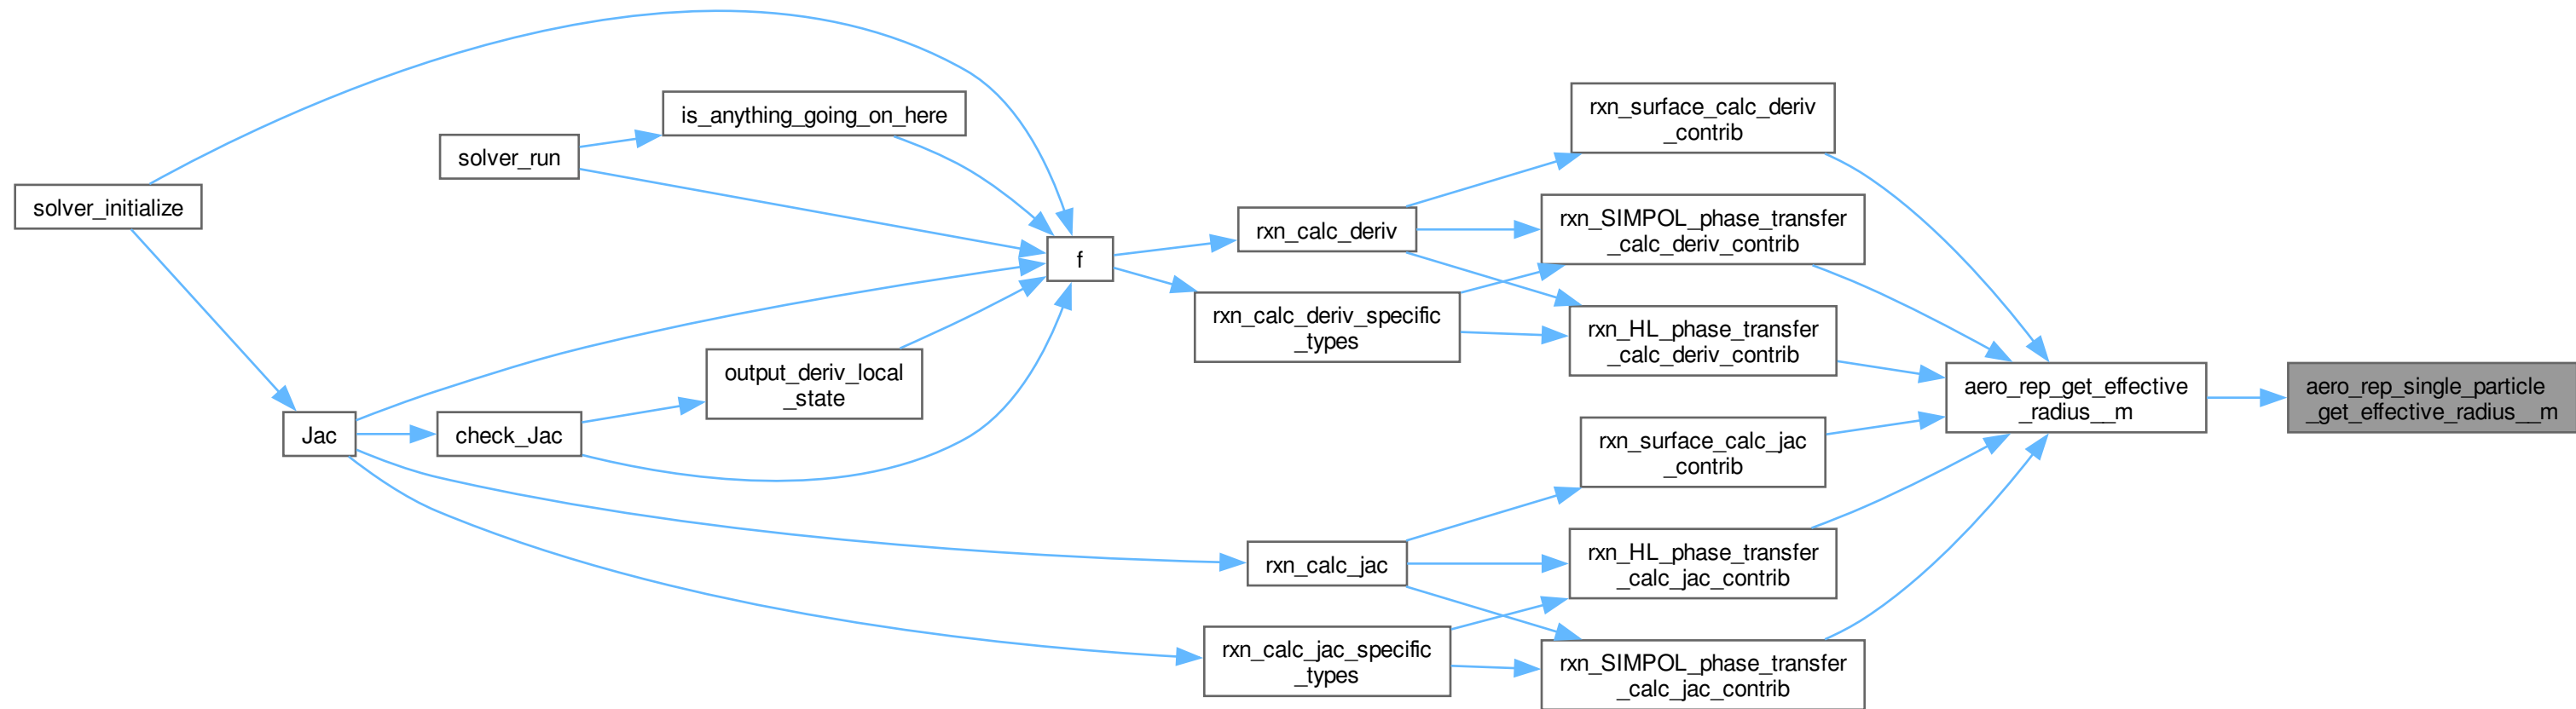 solver_initialize
solver_run
is_anything_going_on_here
Jac
check_Jac
output_deriv_local
_state
f
rxn_calc_deriv
rxn_calc_deriv_specific
_types
rxn_calc_jac
rxn_calc_jac_specific
_types
rxn_surface_calc_deriv
_contrib
rxn_SIMPOL_phase_transfer
_calc_deriv_contrib
rxn_HL_phase_transfer
_calc_deriv_contrib
rxn_surface_calc_jac
_contrib
rxn_HL_phase_transfer
_calc_jac_contrib
rxn_SIMPOL_phase_transfer
_calc_jac_contrib
aero_rep_get_effective
_radius__m
aero_rep_single_particle
_get_effective_radius__m